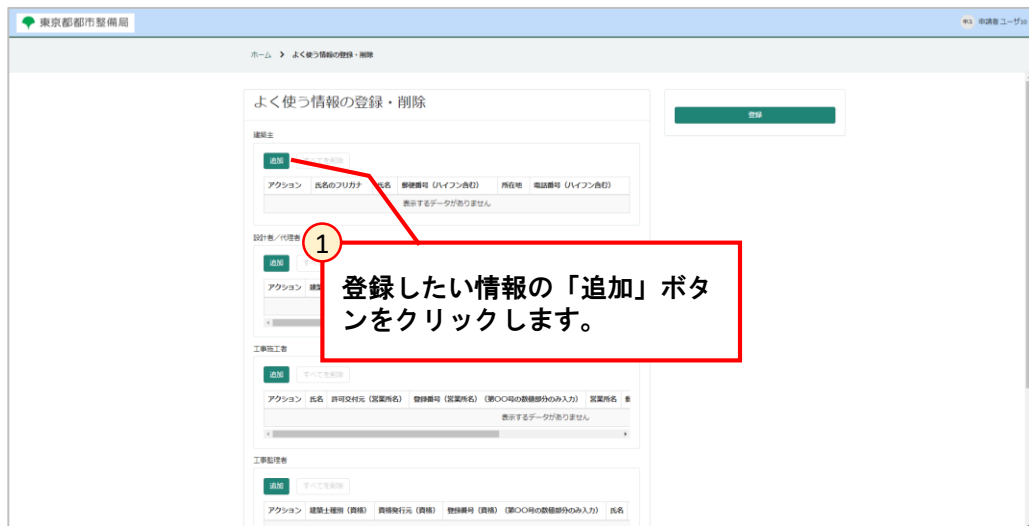 東京都都市整備局
申請者ユーザ10
ホーム > よく使う情報の登録・削除
よく使う情報の登録・削除
登録
建築主
追加 すべてを削除
アクション 氏名のフリガナ 氏名 郵便番号(ハイフン含む) 所在地 電話番号(ハイフン含む)
表示するデータがありません
設計者/代理者
1
追加
アクション
登録したい情報の「追加」ボタ
ンをクリックします。
工事施工者
追加 すべてを削除
アクション 氏名 許可交付元(営業所名) 登録番号(営業所名)(第〇〇号の数値部分のみ入力) 営業所名
表示するデータがありません
工事監理者
追加 すべてを削除
アクション 建築士種別(資格) 資格発行元(資格) 登録番号(資格)(第〇〇号の数値部分のみ入力) 氏名